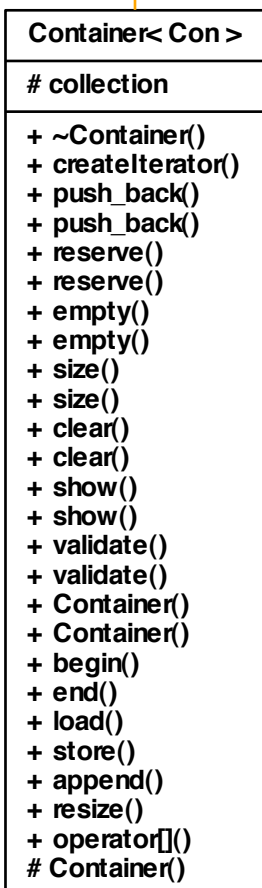 Container< Con >
# collection
+ ~Container()
+ createIterator()
+ push_back()
+ push_back()
+ reserve()
+ reserve()
+ empty()
+ empty()
+ size()
+ size()
+ clear()
+ clear()
+ show()
+ show()
+ validate()
+ validate()
+ Container()
+ Container()
+ begin()
+ end()
+ load()
+ store()
+ append()
+ resize()
+ operator[]()
# Container()